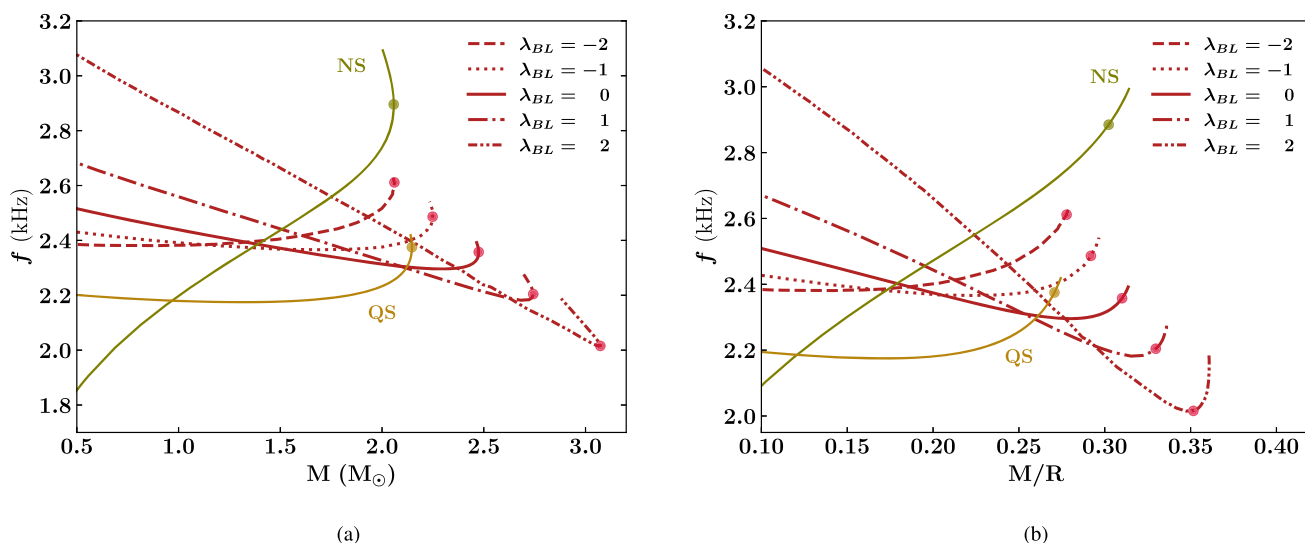 3.2
3.0
2.8
2.6
2.4
2.2
2.0
1.8
f (kHz)
0.5 1.0 1.5 2.0 2.5 3.0
M (M⊙)
NS
QS
λBL = −2
λBL = −1
λBL = 0
λBL = 1
λBL = 2
(a)
3.2
3.0
2.8
2.6
2.4
2.2
2.0
f (kHz)
0.10 0.15 0.20 0.25 0.30 0.35 0.40
M/R
NS
QS
λBL = −2
λBL = −1
λBL = 0
λBL = 1
λBL = 2
(b)